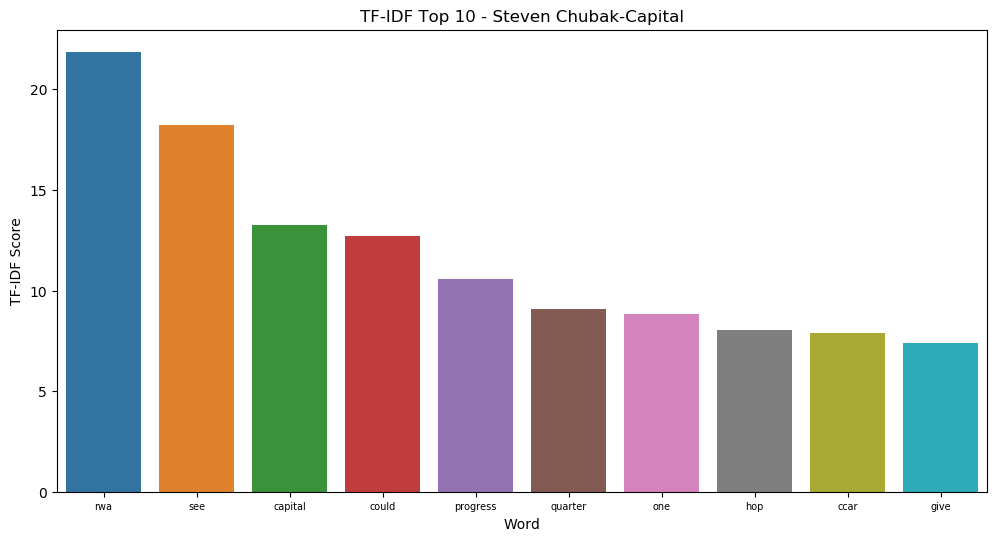 TF-IDF Top 10 - Steven Chubak-Capital
TF-IDF Score
20
15
10
5
0
rwa see capital could progress quarter one hop ccar give
Word